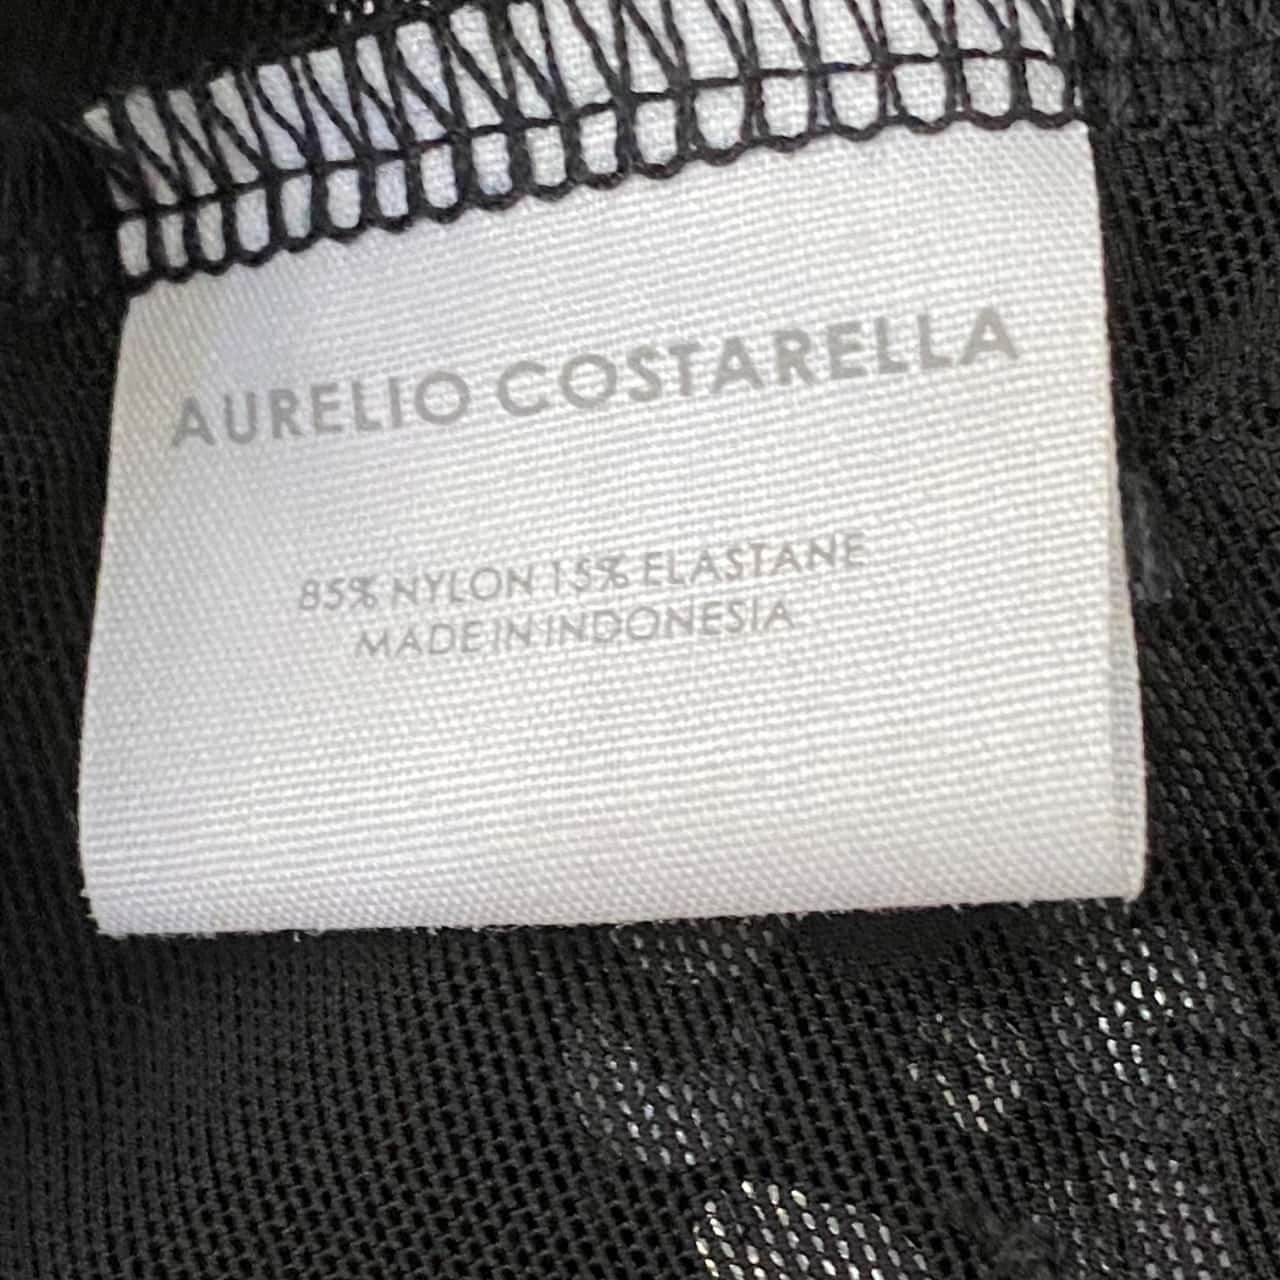 AURELIO COSTARELLA
85% NYLON 15% ELASTANE
MADE IN INDONESIA